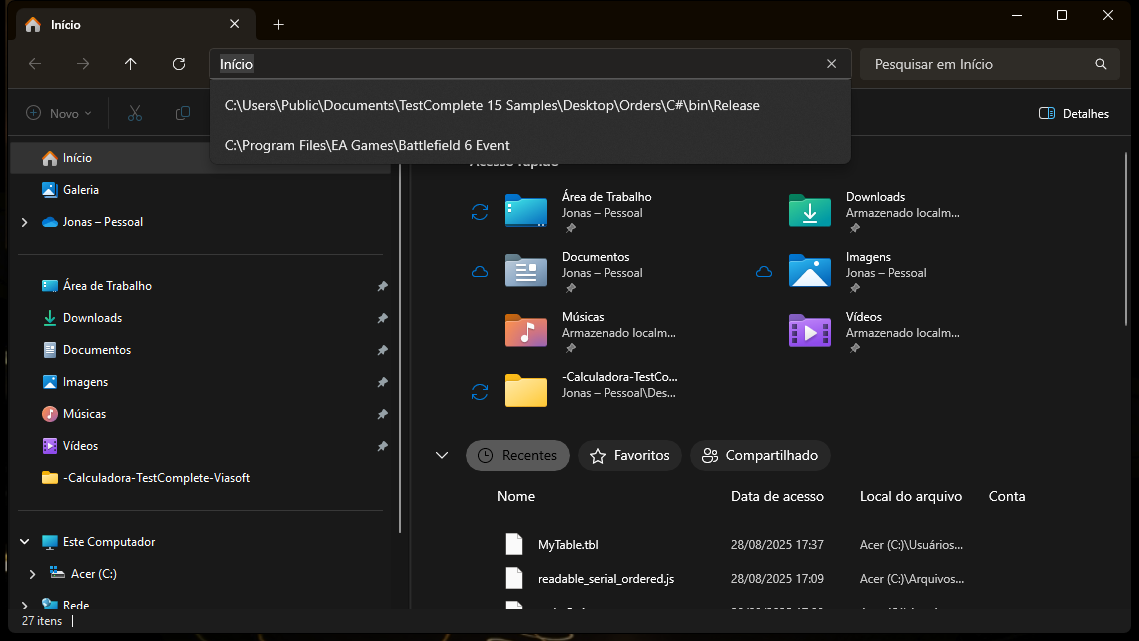 Início
Início
Pesquisar em Início
C:\Users\Public\Documents\TestComplete 15 Samples\Desktop\Orders\C#\bin\Release
C:\Program Files\EA Games\Battlefield 6 Event
Novo
Detalhes
Início
Galeria
Jonas – Pessoal
Área de Trabalho
Downloads
Documentos
Imagens
Músicas
Vídeos
-Calculadora-TestComplete-Viasoft
Este Computador
Acer (C:)
Rede
Acesso rápido
Área de Trabalho
Jonas – Pessoal
Downloads
Armazenado localm...
Documentos
Jonas – Pessoal
Imagens
Jonas – Pessoal
Músicas
Armazenado localm...
Vídeos
Armazenado localm...
-Calculadora-TestCo...
Jonas – Pessoal\Des...
Recentes Favoritos Compartilhado
Nome Data de acesso Local do arquivo Conta
MyTable.tbl 28/08/2025 17:37 Acer (C:)\Usuários...
readable_serial_ordered.js 28/08/2025 17:09 Acer (C:)\Arquivos...
27 itens